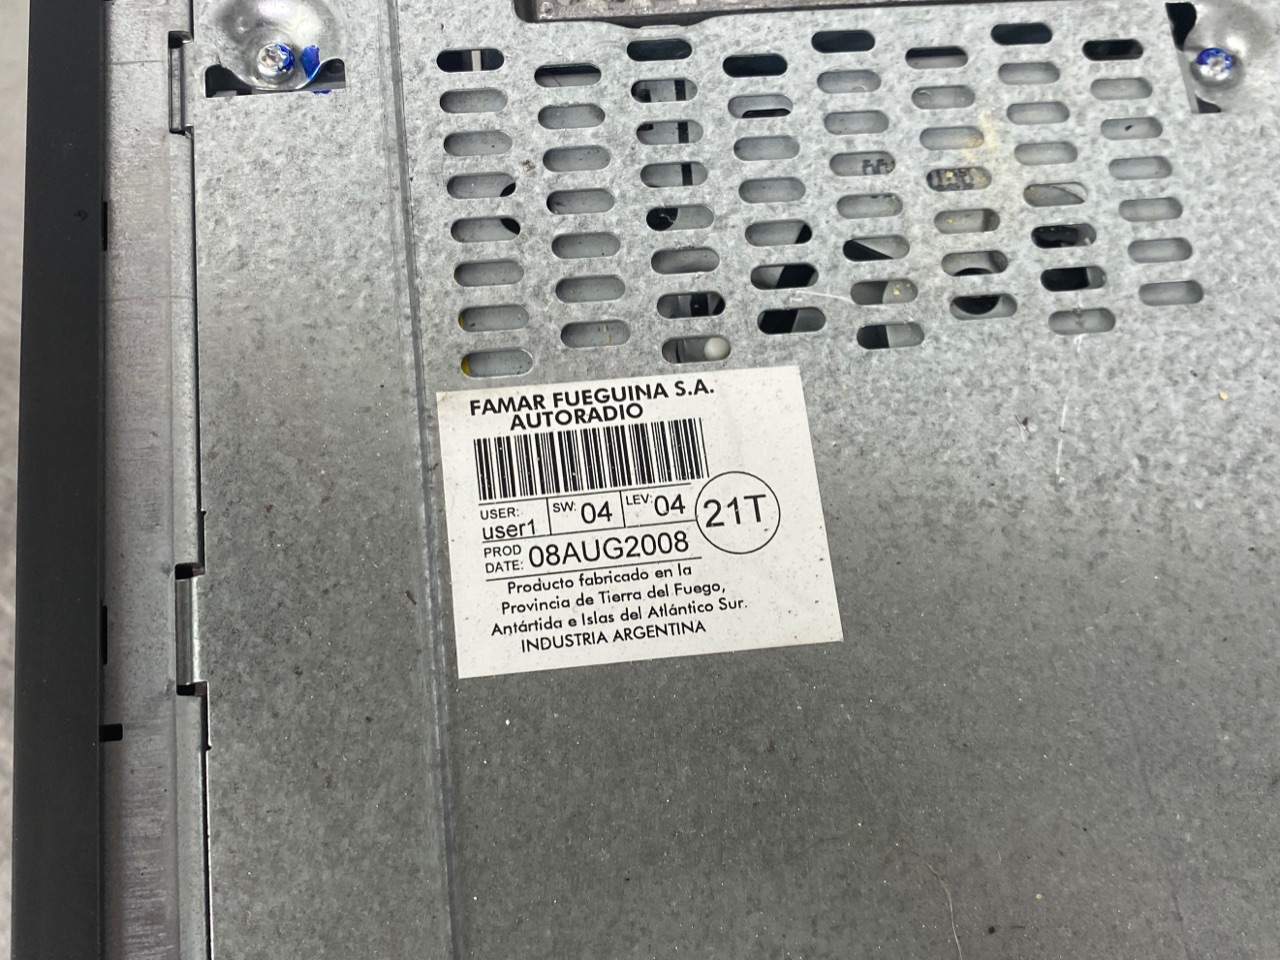 FAMAR FUEGUINA S.A.
AUTORADIO
USER: user1 SW: 04 LEV: 04 21T
PROD DATE: 08AUG2008
Producto fabricado en la
Provincia de Tierra del Fuego,
Antártida e Islas del Atlántico Sur.
INDUSTRIA ARGENTINA